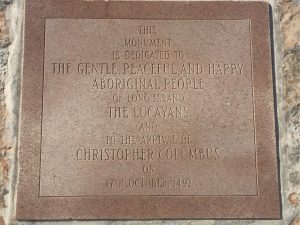 THIS
MONUMENT
IS DEDICATED TO
THE GENTLE, PEACEFUL AND HAPPY
ABORIGINAL PEOPLE
OF LONG ISLAND
THE LUCAYANS
AND
TO THE ARRIVAL OF
CHRISTOPHER COLUMBUS
ON
17TH OCTOBER, 1492